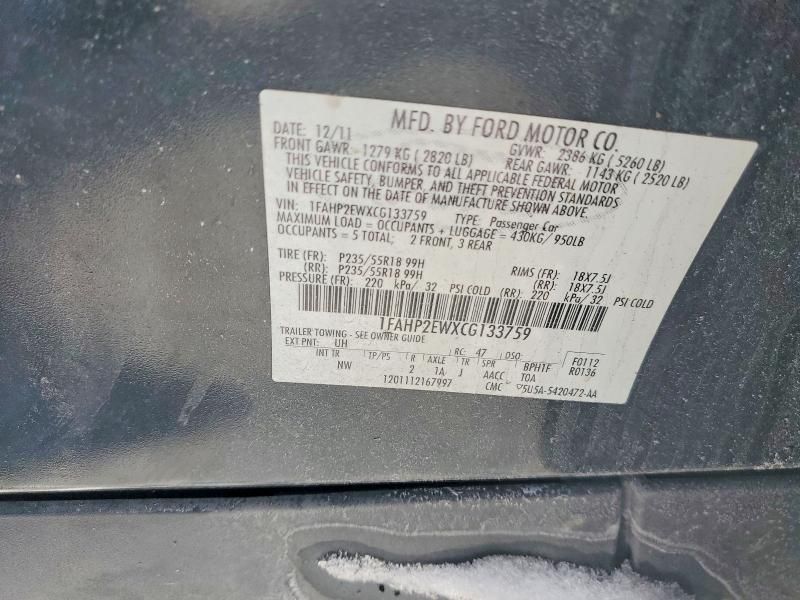 MFD. BY FORD MOTOR CO.
DATE: 12/11 GVWR: 2386 KG ( 5260 LB)
FRONT GAWR: 1279 KG ( 2820 LB) REAR GAWR: 1143 KG ( 2520 LB)
THIS VEHICLE CONFORMS TO ALL APPLICABLE FEDERAL MOTOR
VEHICLE SAFETY, BUMPER, AND THEFT PREVENTION STANDARDS
IN EFFECT ON THE DATE OF MANUFACTURE SHOWN ABOVE.
VIN: 1FAHP2EWXCG133759 TYPE: Passenger Car
MAXIMUM LOAD = OCCUPANTS + LUGGAGE = 430KG/ 950LB
OCCUPANTS = 5 TOTAL; 2 FRONT, 3 REAR
TIRE (FR): P235/55R18 99H RIMS (FR): 18X7.5J
(RR): P235/55R18 99H (RR): 18X7.5J
PRESSURE (FR): 220 kPa/ 32 PSI COLD (RR): 220 kPa/ 32 PSI COLD
1FAHP2EWXCG133759
TRAILER TOWING - SEE OWNER GUIDE
EXT PNT: UH RC: 47 DSO: F0112
INT TR TP/PS R AXLE TR SPR BPH1F R0136
NW 2 1A J AACC TOA
1201112167997 CMC ▽5U5A-5420472-AA